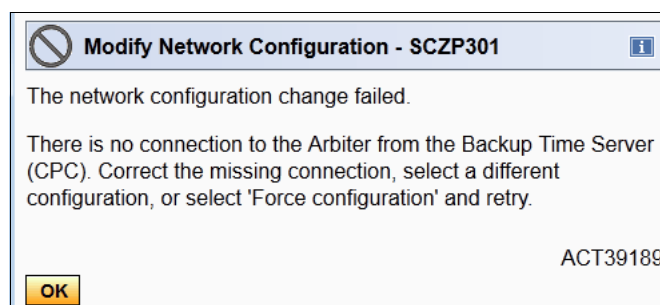 Modify Network Configuration - SCZP301
i
The network configuration change failed.
There is no connection to the Arbiter from the Backup Time Server
(CPC). Correct the missing connection, select a different
configuration, or select 'Force configuration' and retry.
ACT39189
OK